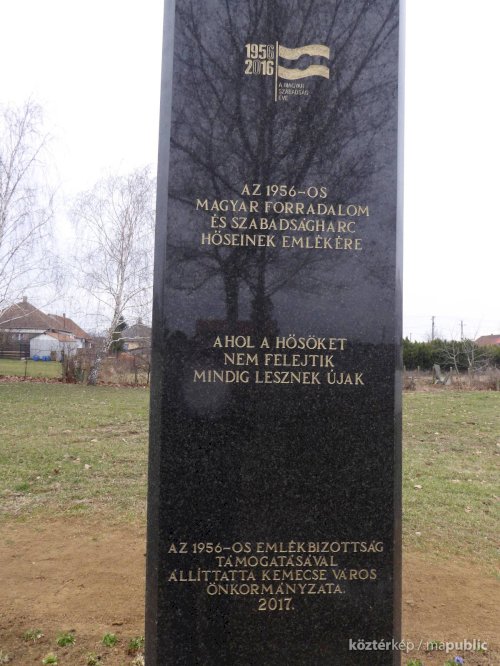 1956
2016
A MAGYAR
SZABADSÁG
ÉVE
AZ 1956-OS
MAGYAR FORRADALOM
ÉS SZABADSÁGHARC
HŐSEINEK EMLÉKÉRE
AHOL A HŐSÖKET
NEM FELEJTIK
MINDIG LESZNEK ÚJAK
AZ 1956-OS EMLÉKBIZOTTSÁG
TÁMOGATÁSÁVAL
ÁLLÍTTATTA KEMECSE VÁROS
ÖNKORMÁNYZATA.
2017.
köztérkép / mapublic